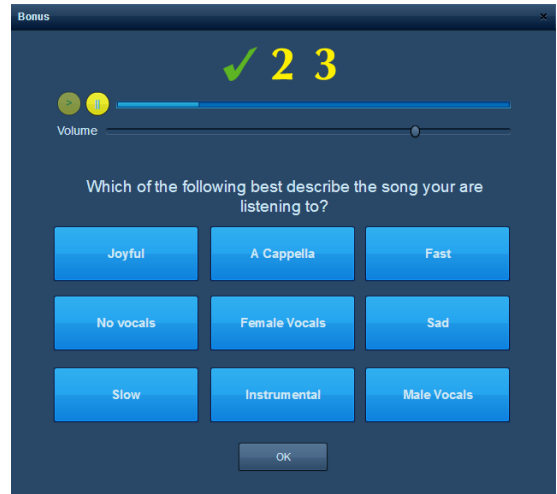 Bonus ×
2 3
> ||
Volume
Which of the following best describe the song your are
listening to?
Joyful A Cappella Fast
No vocals Female Vocals Sad
Slow Instrumental Male Vocals
OK